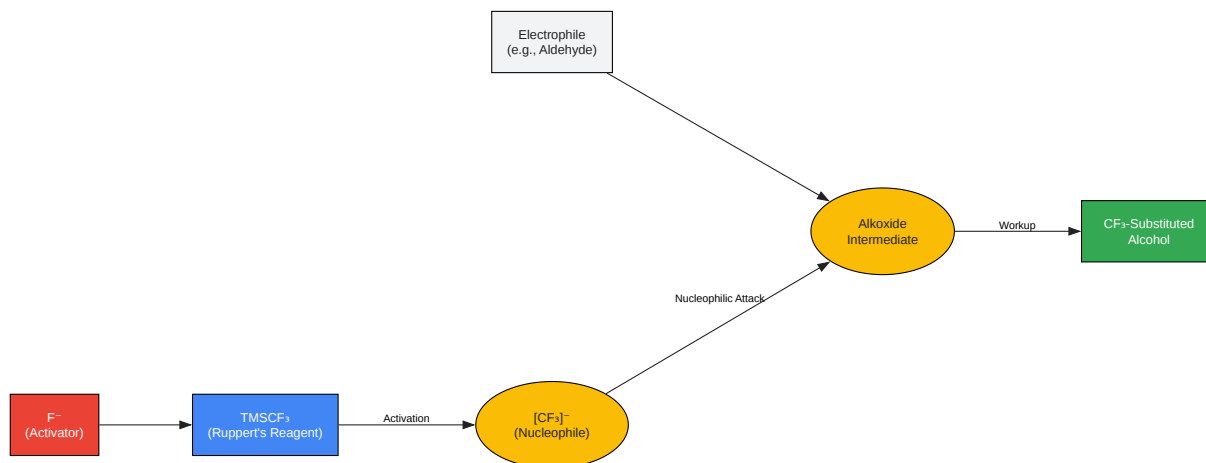 Electrophile
(e.g., Aldehyde)
Alkoxide
Intermediate
Workup
CF₃-Substituted
Alcohol
Nucleophilic Attack
F⁻
(Activator)
TMSCF₃
(Ruppert's Reagent)
Activation
[CF₃]⁻
(Nucleophile)